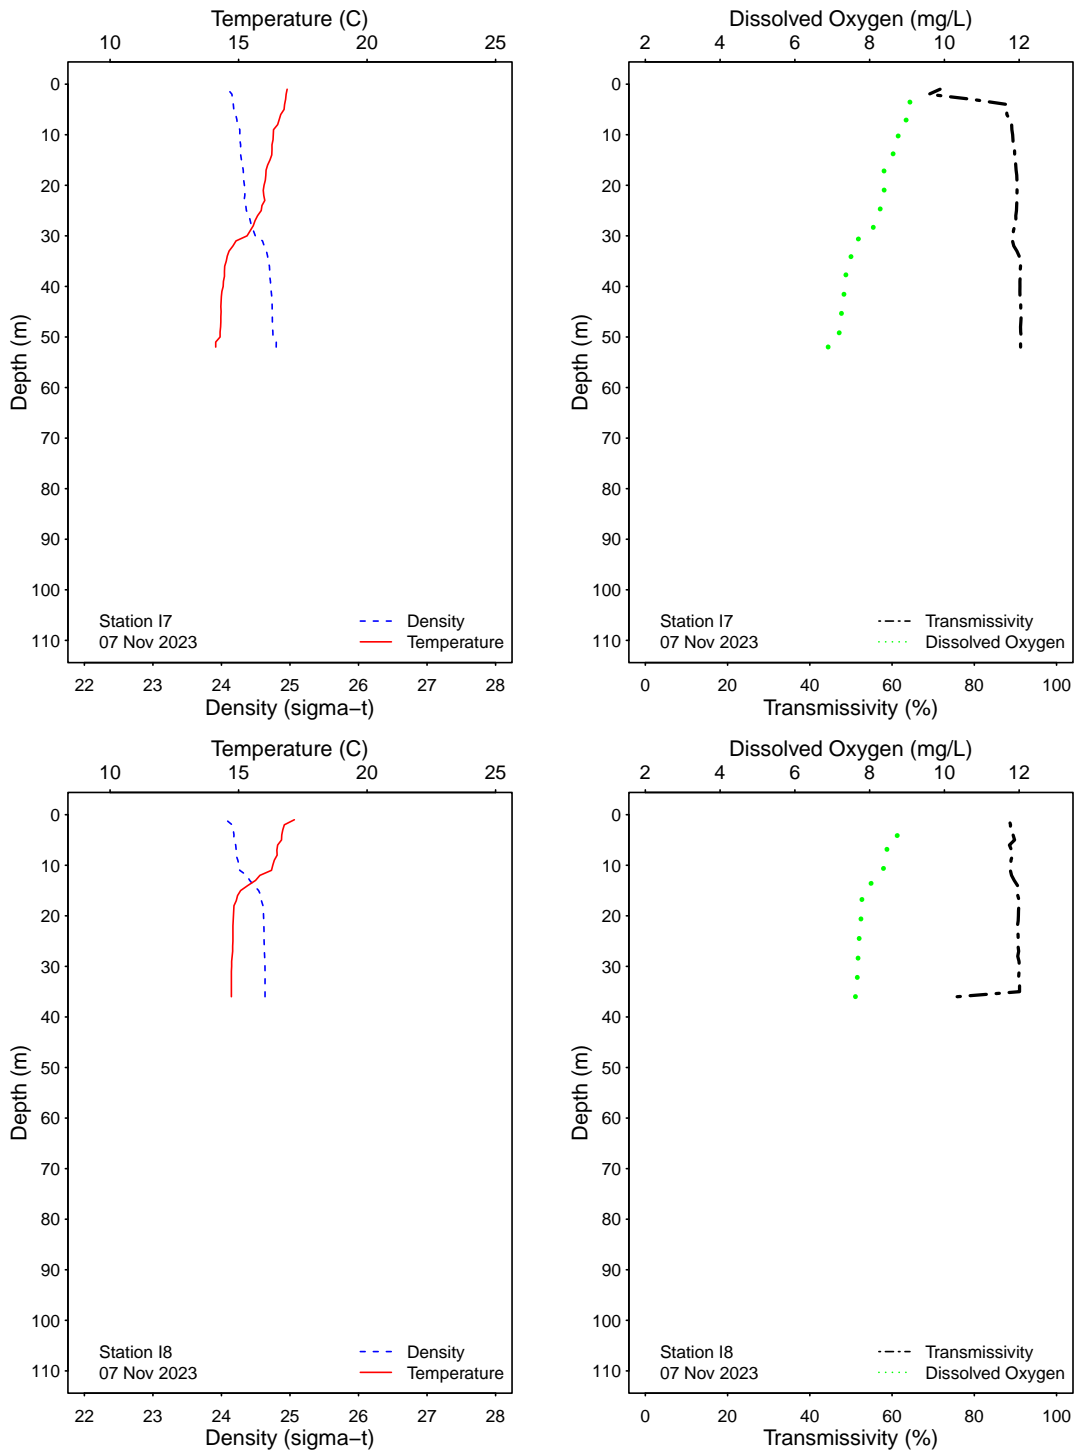 Temperature (C)
10 15 20 25
0
10
20
30
40
50
60
70
80
90
100
110
Depth (m)
Station I7
07 Nov 2023
Density
Temperature
22 23 24 25 26 27 28
Density (sigma−t)
Dissolved Oxygen (mg/L)
2 4 6 8 10 12
0
10
20
30
40
50
60
70
80
90
100
110
Depth (m)
Station I7
07 Nov 2023
Transmissivity
Dissolved Oxygen
0 20 40 60 80 100
Transmissivity (%)
Temperature (C)
10 15 20 25
0
10
20
30
40
50
60
70
80
90
100
110
Depth (m)
Station I8
07 Nov 2023
Density
Temperature
22 23 24 25 26 27 28
Density (sigma−t)
Dissolved Oxygen (mg/L)
2 4 6 8 10 12
0
10
20
30
40
50
60
70
80
90
100
110
Depth (m)
Station I8
07 Nov 2023
Transmissivity
Dissolved Oxygen
0 20 40 60 80 100
Transmissivity (%)